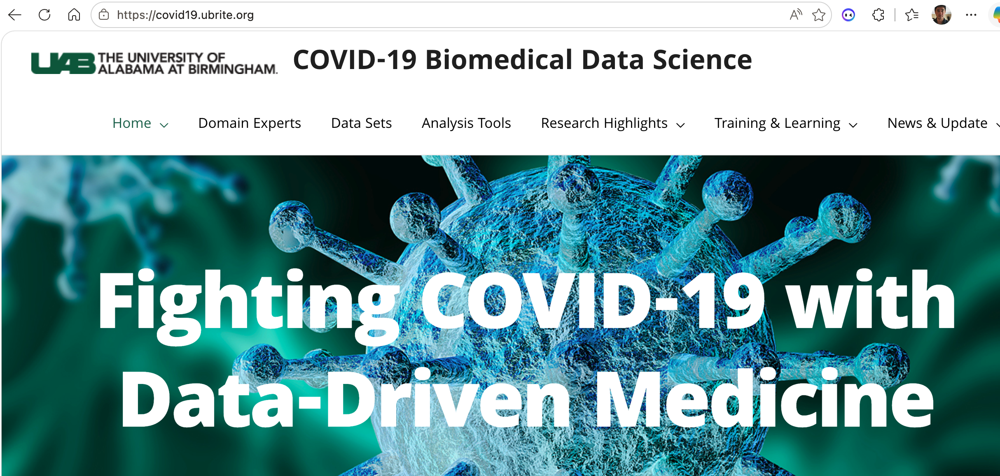 https://covid19.ubrite.org
UAB THE UNIVERSITY OF
ALABAMA AT BIRMINGHAM.
COVID-19 Biomedical Data Science
Home
Domain Experts
Data Sets
Analysis Tools
Research Highlights
Training & Learning
News & Update
Fighting COVID-19 with
Data-Driven Medicine